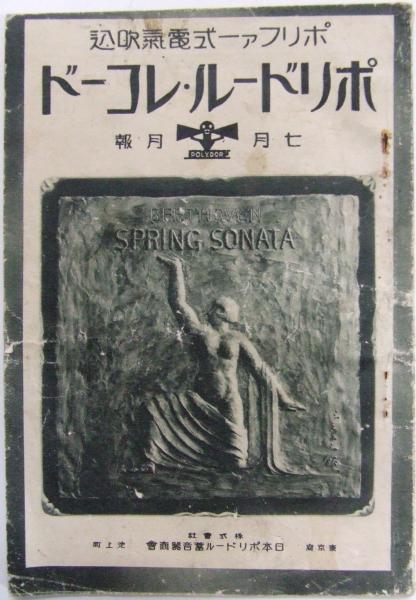 ポリファー式電氣吹込
ポリドール・レコード
七月月報
POLYDOR
BEETHOVEN
SPRING SONATA
株式會社
東京府 日本ポリドール蓄音器商會 池上町